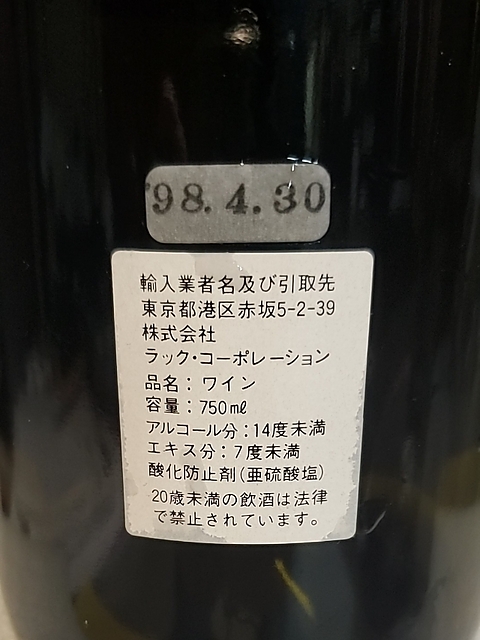 '98. 4. 30
輸入業者名及び引取先
東京都港区赤坂5-2-39
株式会社
ラック・コーポレーション
品名：ワイン
容量：750㎖
アルコール分：14度未満
エキス分：7度未満
酸化防止剤(亜硫酸塩)
20歳未満の飲酒は法律
で禁止されています。